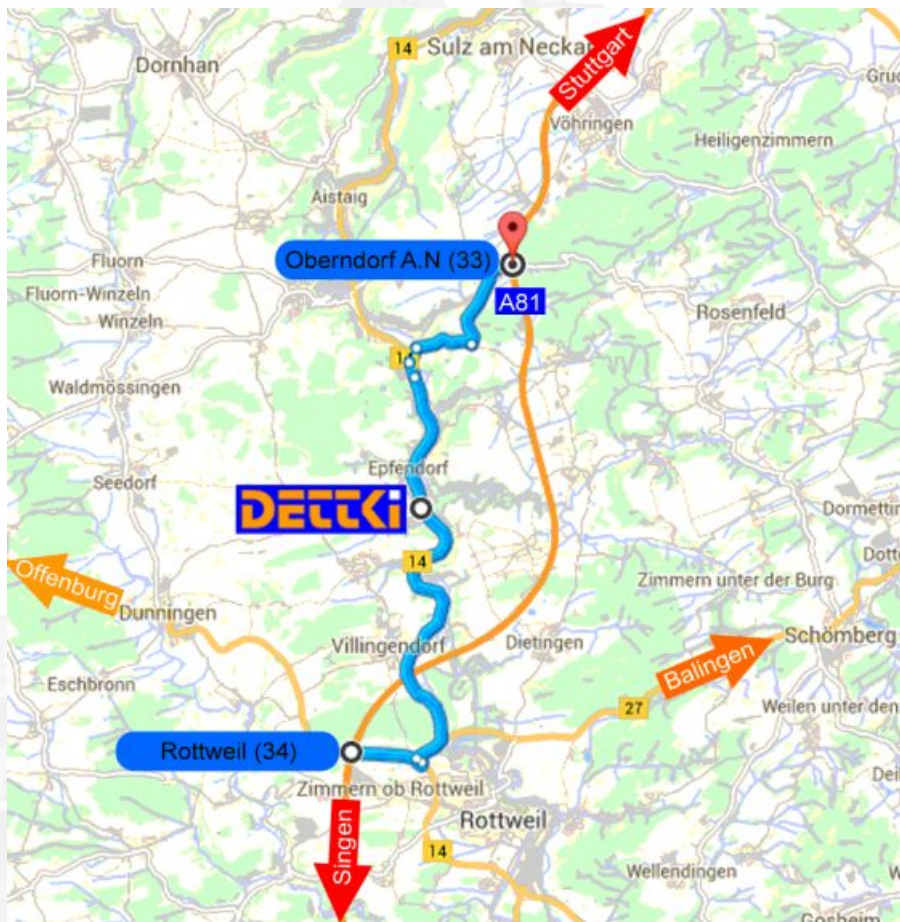 14
Sulz am Neckar
Stuttgart
Dornhan
Vöhringen
Heiligenzimmern
Aistaig
Oberndorf A.N (33)
Fluorn
A81
Fluorn-Winzeln
Rosenfeld
Winzeln
Waldmössingen
Epfendorf
Seedorf
DETTKi
14
Offenburg
Zimmern unter der Burg
Dunningen
Villingendorf
Dietingen
Schömberg
Balingen
Eschbronn
27
Weilen unter den
Rottweil (34)
Zimmern ob Rottweil
Rottweil
Singen
14
Wellendingen
Gosheim